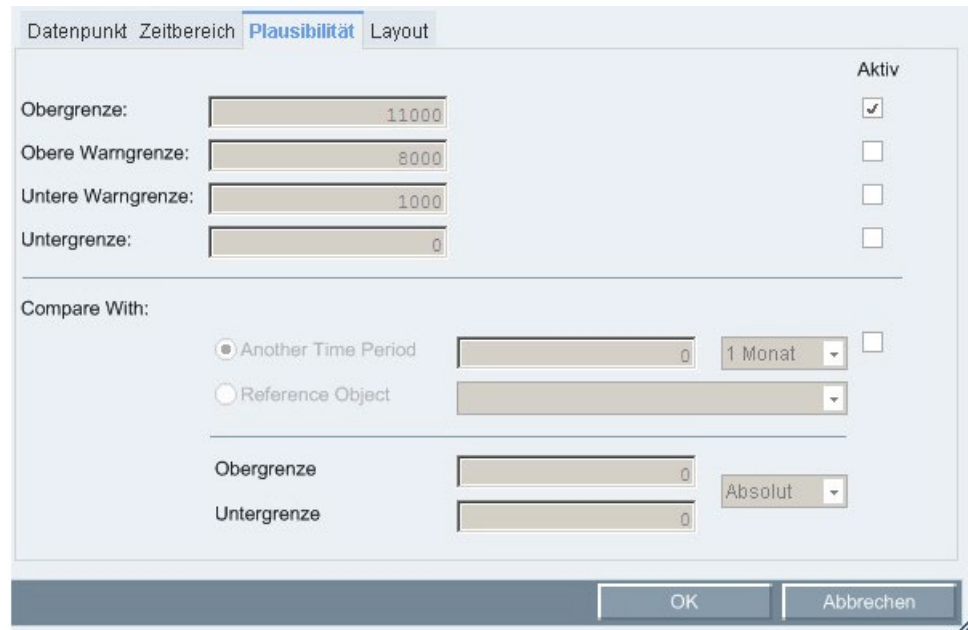 Datenpunkt Zeitbereich Plausibilität Layout
Aktiv
Obergrenze: 11000
Obere Warngrenze: 8000
Untere Warngrenze: 1000
Untergrenze: 0
Compare With:
Another Time Period 0 1 Monat
Reference Object
Obergrenze 0
Absolut
Untergrenze 0
OK Abbrechen